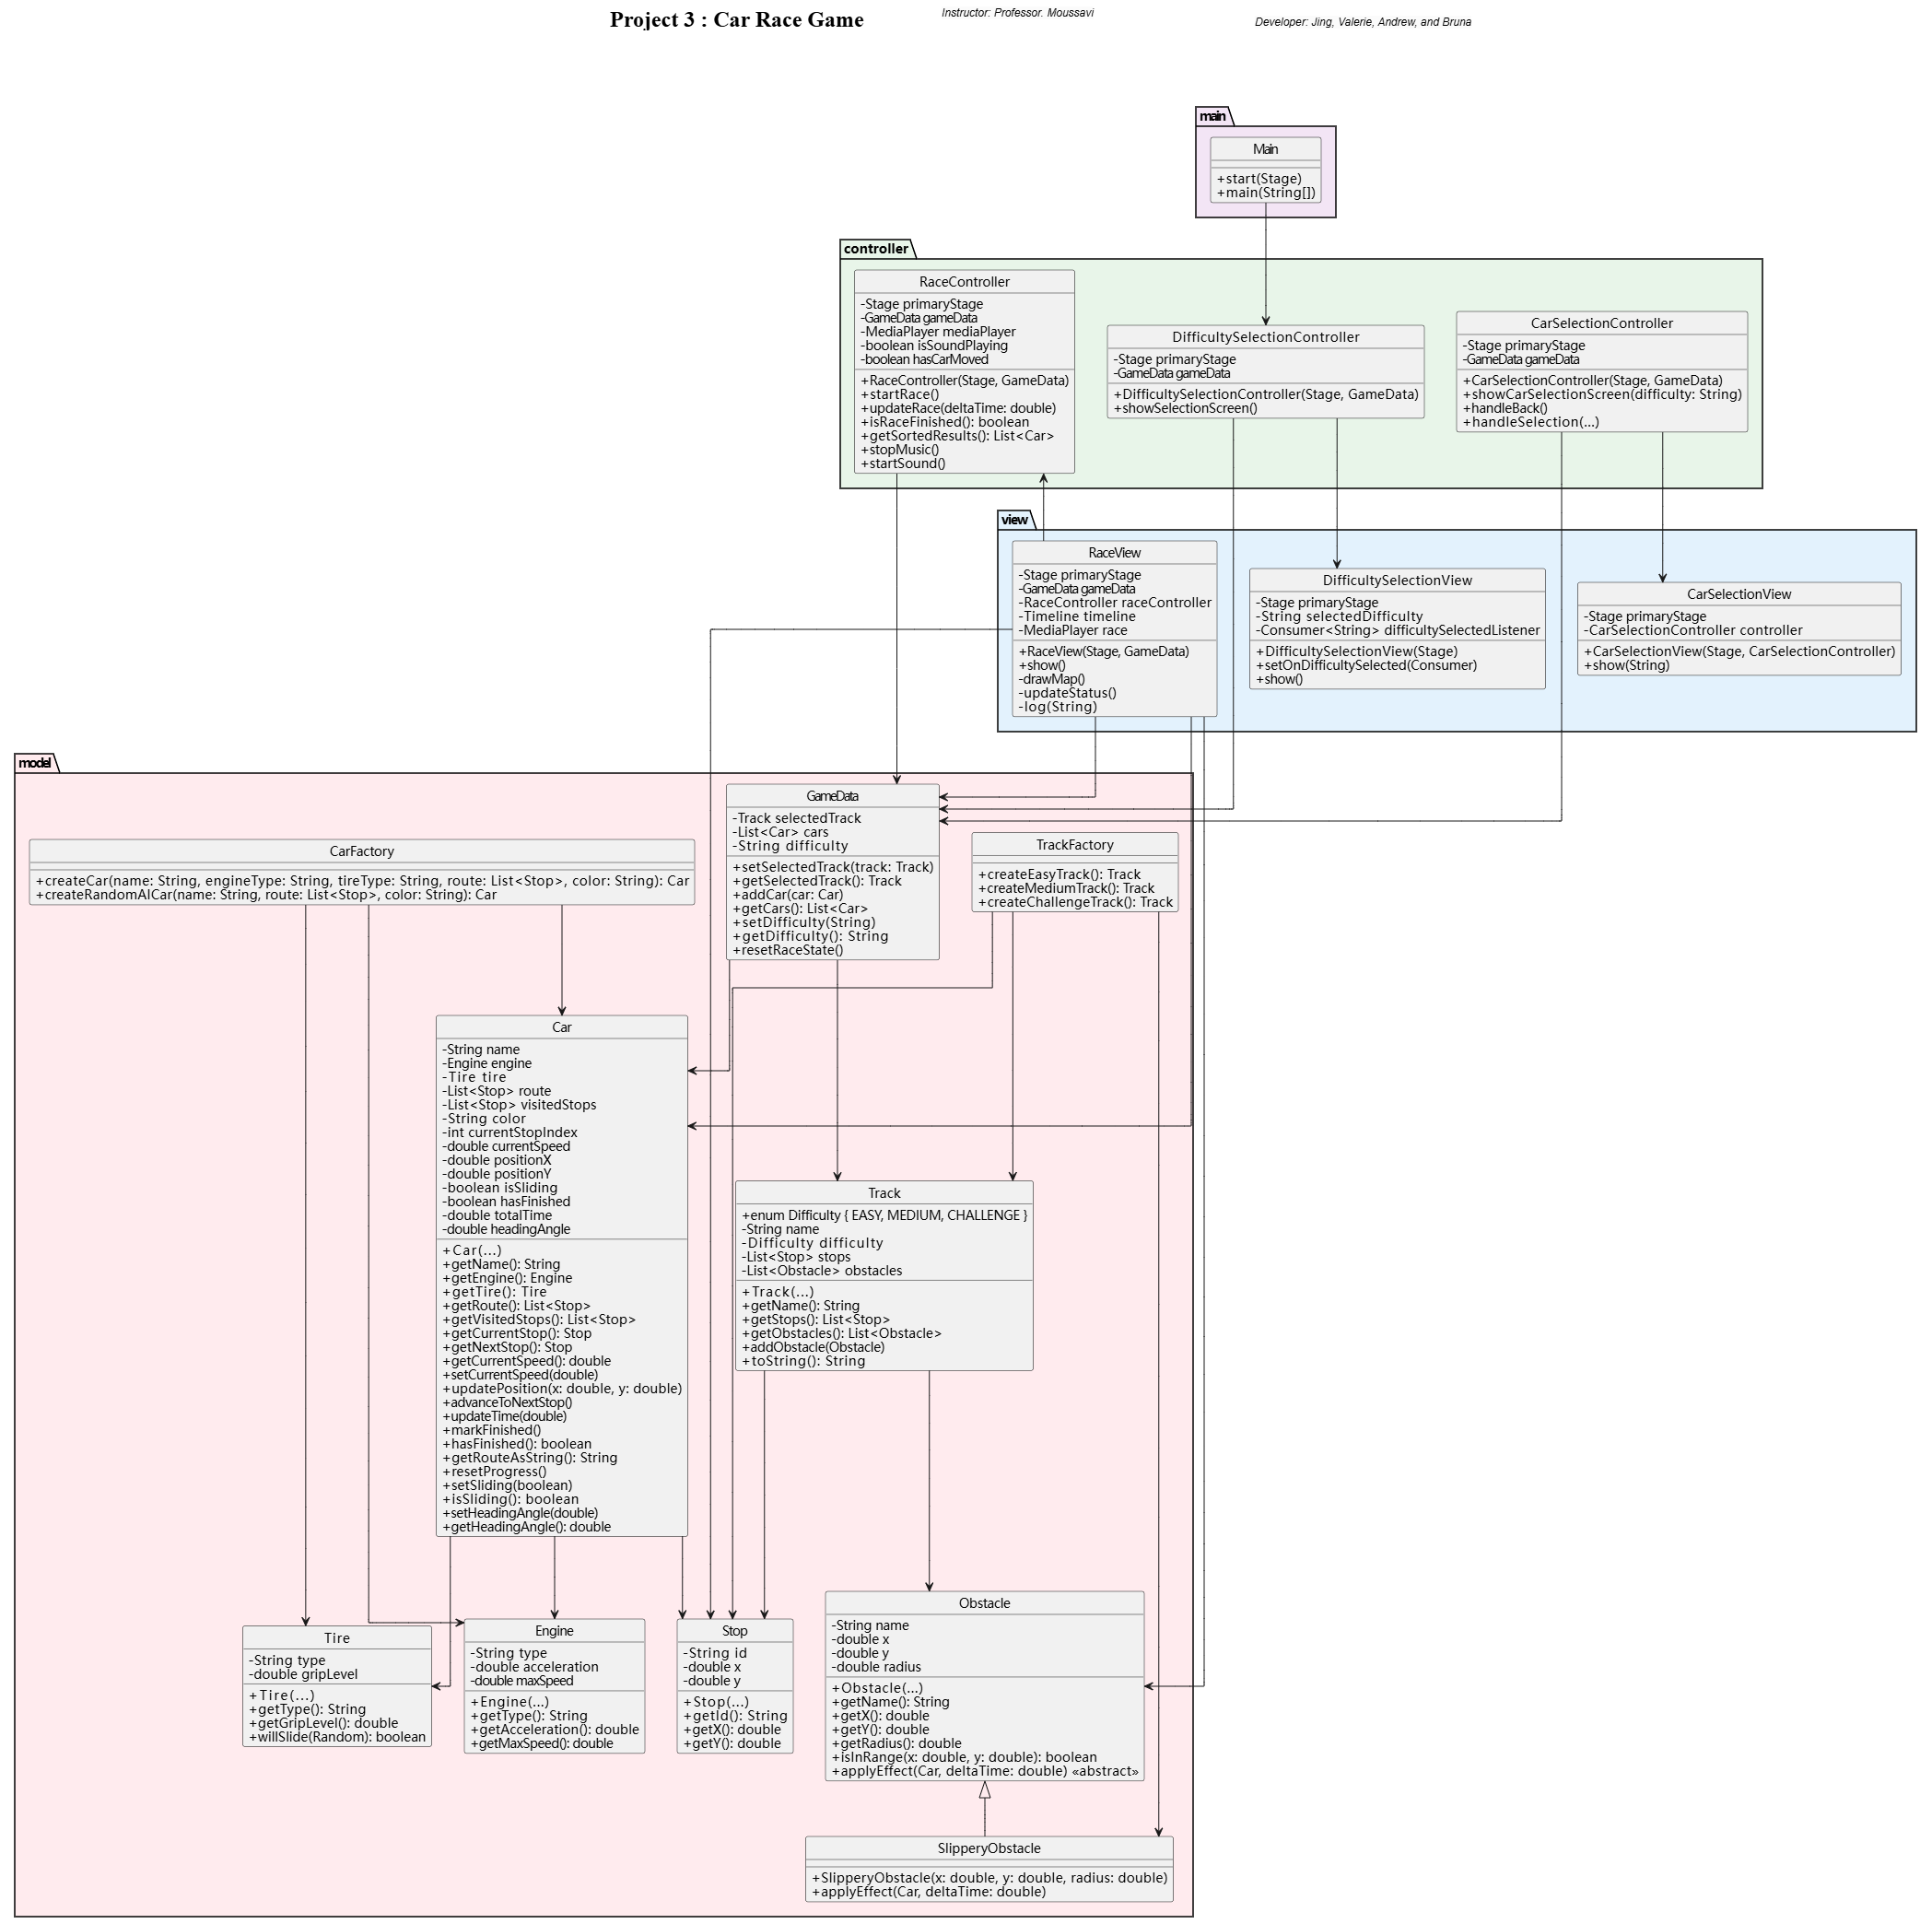 Project 3 : Car Race Game
Instructor: Professor. Moussavi
Developer: Jing, Valerie, Andrew, and Bruna
main
Main
+start(Stage)
+main(String[])
controller
RaceController
-Stage primaryStage
-GameData gameData
-MediaPlayer mediaPlayer
-boolean isSoundPlaying
-boolean hasCarMoved
+RaceController(Stage, GameData)
+startRace()
+updateRace(deltaTime: double)
+isRaceFinished(): boolean
+getSortedResults(): List<Car>
+stopMusic()
+startSound()
DifficultySelectionController
-Stage primaryStage
-GameData gameData
+DifficultySelectionController(Stage, GameData)
+showSelectionScreen()
CarSelectionController
-Stage primaryStage
-GameData gameData
+CarSelectionController(Stage, GameData)
+showCarSelectionScreen(difficulty: String)
+handleBack()
+handleSelection(...)
view
RaceView
-Stage primaryStage
-GameData gameData
-RaceController raceController
-Timeline timeline
-MediaPlayer race
+RaceView(Stage, GameData)
+show()
-drawMap()
-updateStatus()
-log(String)
DifficultySelectionView
-Stage primaryStage
-String selectedDifficulty
-Consumer<String> difficultySelectedListener
+DifficultySelectionView(Stage)
+setOnDifficultySelected(Consumer)
+show()
CarSelectionView
-Stage primaryStage
-CarSelectionController controller
+CarSelectionView(Stage, CarSelectionController)
+show(String)
model
GameData
-Track selectedTrack
-List<Car> cars
-String difficulty
+setSelectedTrack(track: Track)
+getSelectedTrack(): Track
+addCar(car: Car)
+getCars(): List<Car>
+setDifficulty(String)
+getDifficulty(): String
+resetRaceState()
CarFactory
+createCar(name: String, engineType: String, tireType: String, route: List<Stop>, color: String): Car
+createRandomAICar(name: String, route: List<Stop>, color: String): Car
TrackFactory
+createEasyTrack(): Track
+createMediumTrack(): Track
+createChallengeTrack(): Track
Car
-String name
-Engine engine
-Tire tire
-List<Stop> route
-List<Stop> visitedStops
-String color
-int currentStopIndex
-double currentSpeed
-double positionX
-double positionY
-boolean isSliding
-boolean hasFinished
-double totalTime
-double headingAngle
+Car(...)
+getName(): String
+getEngine(): Engine
+getTire(): Tire
+getRoute(): List<Stop>
+getVisitedStops(): List<Stop>
+getCurrentStop(): Stop
+getNextStop(): Stop
+getCurrentSpeed(): double
+setCurrentSpeed(double)
+updatePosition(x: double, y: double)
+advanceToNextStop()
+updateTime(double)
+markFinished()
+hasFinished(): boolean
+getRouteAsString(): String
+resetProgress()
+setSliding(boolean)
+isSliding(): boolean
+setHeadingAngle(double)
+getHeadingAngle(): double
Track
+enum Difficulty { EASY, MEDIUM, CHALLENGE }
-String name
-Difficulty difficulty
-List<Stop> stops
-List<Obstacle> obstacles
+Track(...)
+getName(): String
+getStops(): List<Stop>
+getObstacles(): List<Obstacle>
+addObstacle(Obstacle)
+toString(): String
Tire
-String type
-double gripLevel
+Tire(...)
+getType(): String
+getGripLevel(): double
+willSlide(Random): boolean
Engine
-String type
-double acceleration
-double maxSpeed
+Engine(...)
+getType(): String
+getAcceleration(): double
+getMaxSpeed(): double
Stop
-String id
-double x
-double y
+Stop(...)
+getId(): String
+getX(): double
+getY(): double
Obstacle
-String name
-double x
-double y
-double radius
+Obstacle(...)
+getName(): String
+getX(): double
+getY(): double
+getRadius(): double
+isInRange(x: double, y: double): boolean
+applyEffect(Car, deltaTime: double) «abstract»
SlipperyObstacle
+SlipperyObstacle(x: double, y: double, radius: double)
+applyEffect(Car, deltaTime: double)